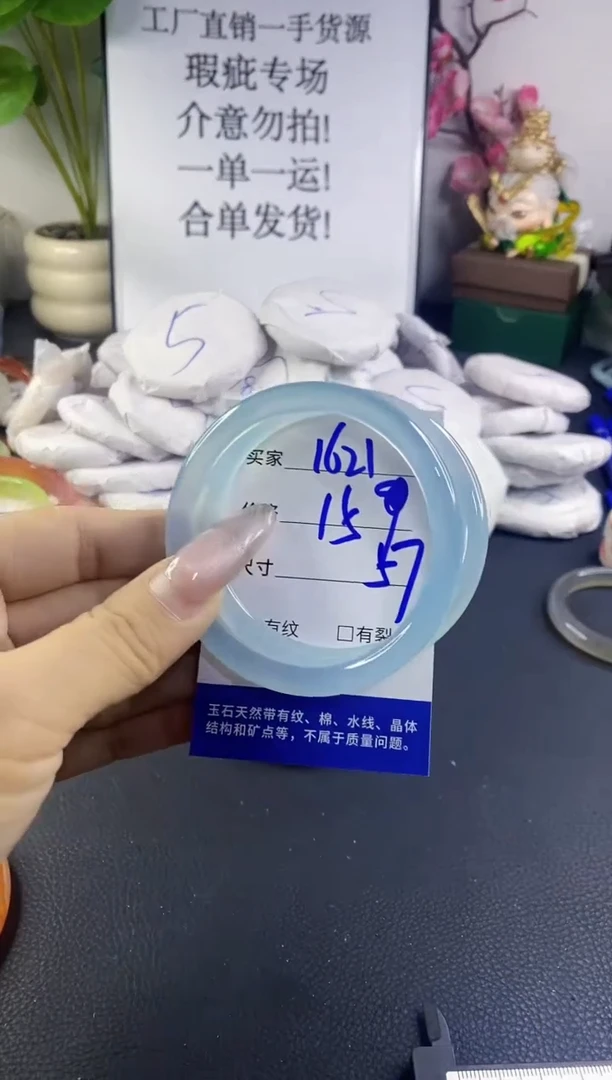 工厂直销一手货源
瑕疵专场
介意勿拍!
一单一运!
合单发货!
5
买家 1621
15 9
尺寸 57
有纹 □有裂
玉石天然带有纹、棉、水线、晶体
结构和矿点等，不属于质量问题。